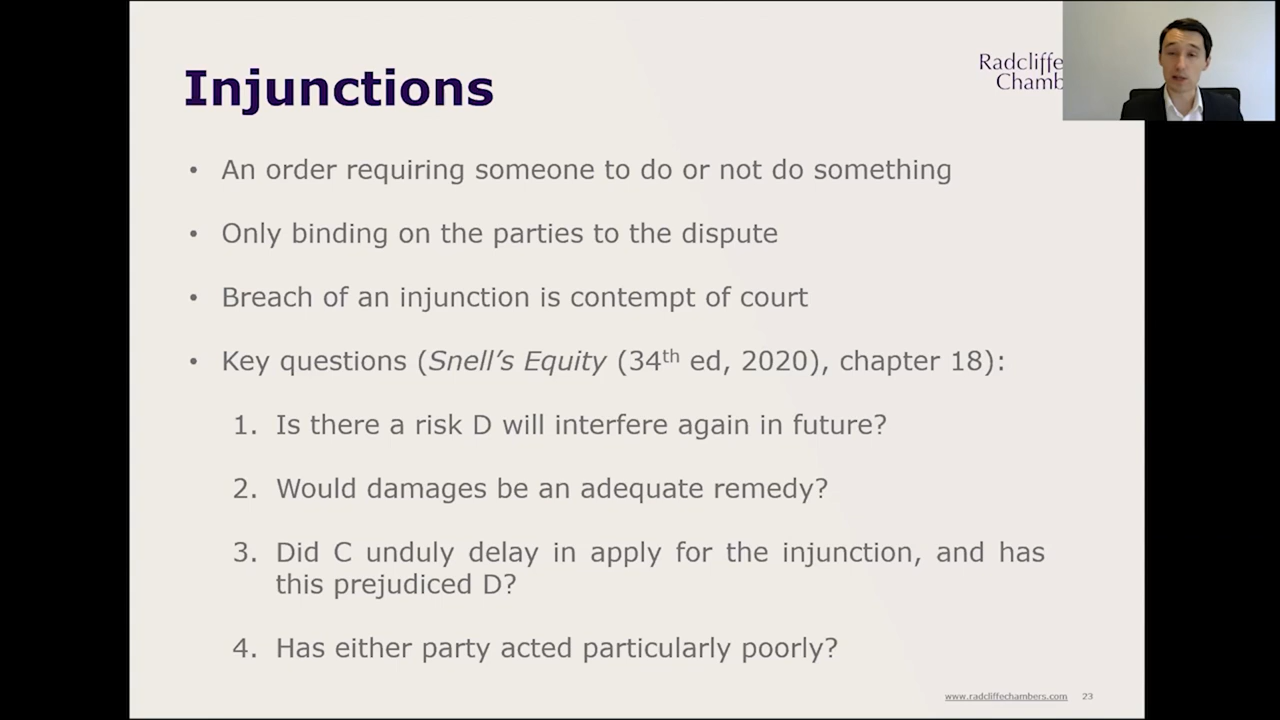 Injunctions
Radcliffe
Chamb
• An order requiring someone to do or not do something
• Only binding on the parties to the dispute
• Breach of an injunction is contempt of court
• Key questions (Snell's Equity (34th ed, 2020), chapter 18):
1. Is there a risk D will interfere again in future?
2. Would damages be an adequate remedy?
3. Did C unduly delay in apply for the injunction, and has
this prejudiced D?
4. Has either party acted particularly poorly?
www.radcliffechambers.com 23